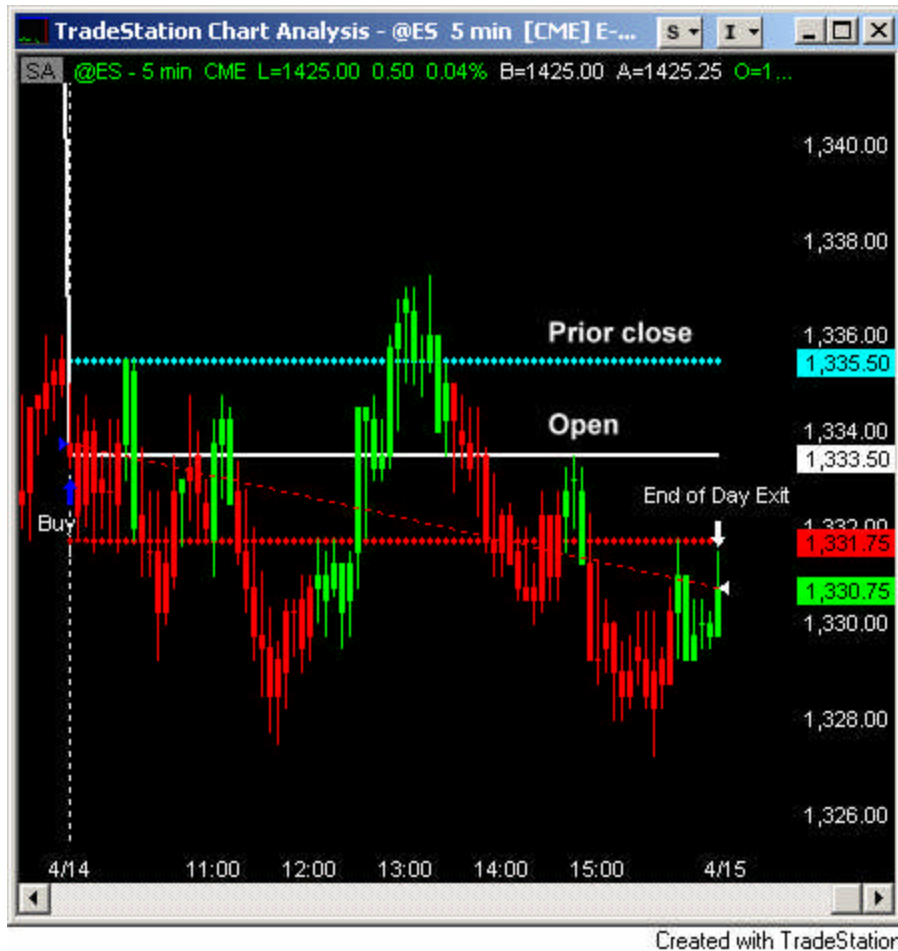 TradeStation Chart Analysis - @ES 5 min [CME] E-...
S
I
SA @ES - 5 min CME L=1425.00 0.50 0.04% B=1425.00 A=1425.25 O=1...
1,340.00
1,338.00
Prior close
1,336.00
1,335.50
Open
1,334.00
1,333.50
End of Day Exit
Buy
1,332.00
1,331.75
1,330.75
1,330.00
1,328.00
1,326.00
4/14 11:00 12:00 13:00 14:00 15:00 4/15
Created with TradeStation